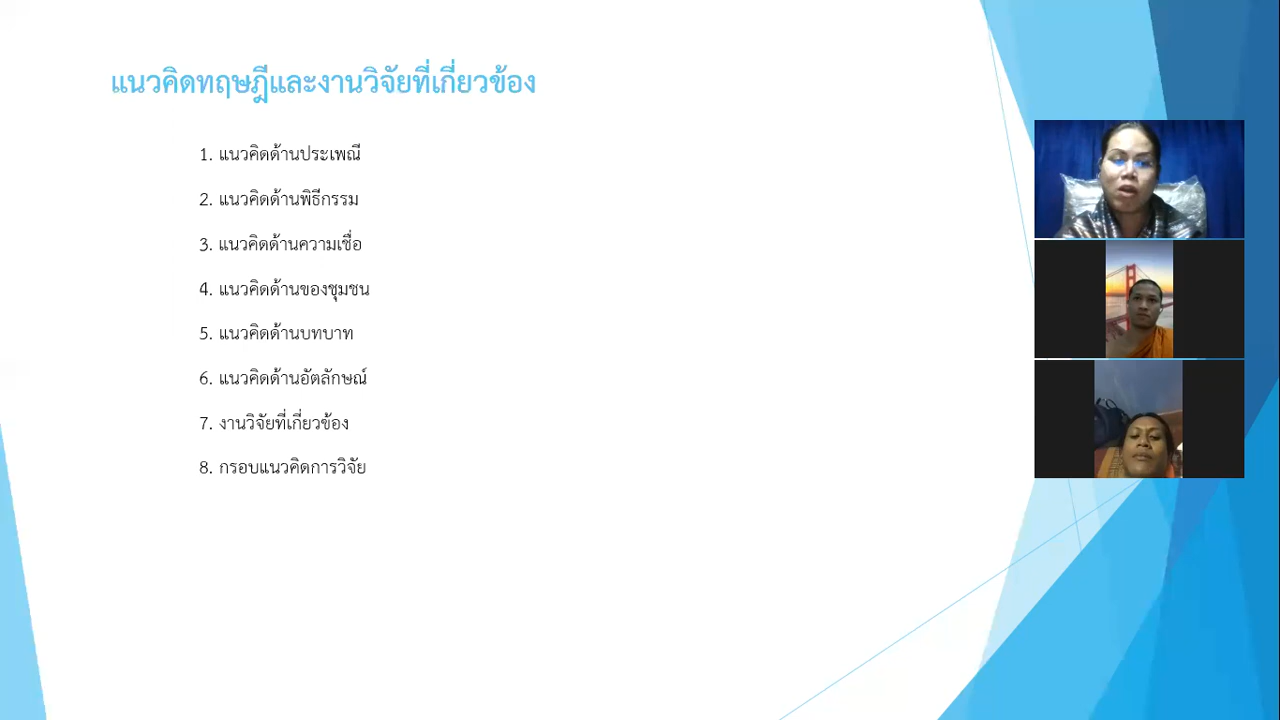 แนวคิดทฤษฎีและงานวิจัยที่เกี่ยวข้อง
1. แนวคิดด้านประเพณี
2. แนวคิดด้านพิธีกรรม
3. แนวคิดด้านความเชื่อ
4. แนวคิดด้านของชุมชน
5. แนวคิดด้านบทบาท
6. แนวคิดด้านอัตลักษณ์
7. งานวิจัยที่เกี่ยวข้อง
8. กรอบแนวคิดการวิจัย